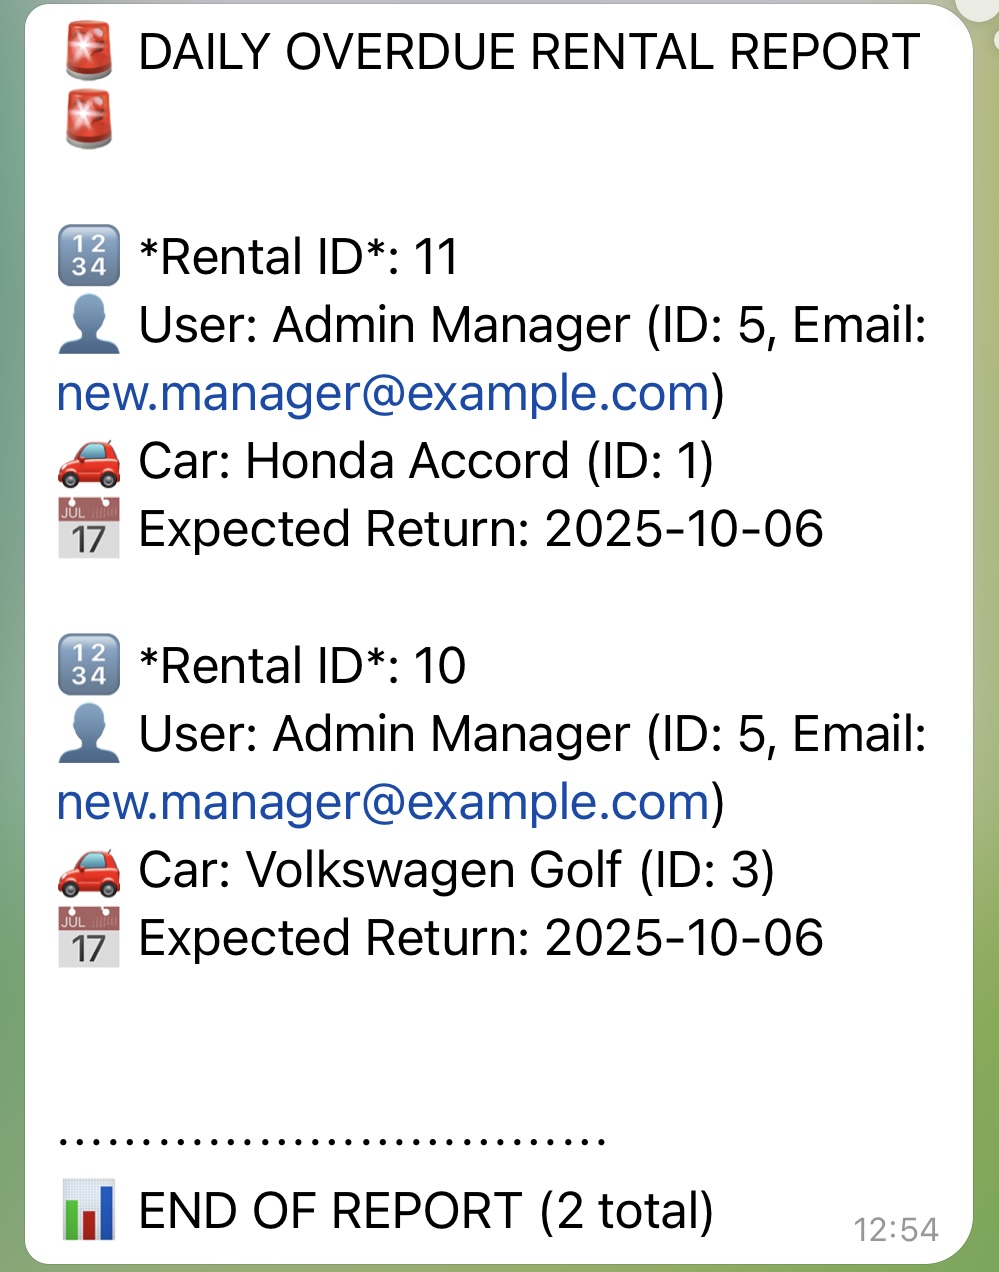 🚨 DAILY OVERDUE RENTAL REPORT
🚨
🔢 *Rental ID*: 11
👤 User: Admin Manager (ID: 5, Email:
new.manager@example.com)
🚗 Car: Honda Accord (ID: 1)
📅 Expected Return: 2025-10-06
🔢 *Rental ID*: 10
👤 User: Admin Manager (ID: 5, Email:
new.manager@example.com)
🚗 Car: Volkswagen Golf (ID: 3)
📅 Expected Return: 2025-10-06
..................................
📊 END OF REPORT (2 total)
12:54